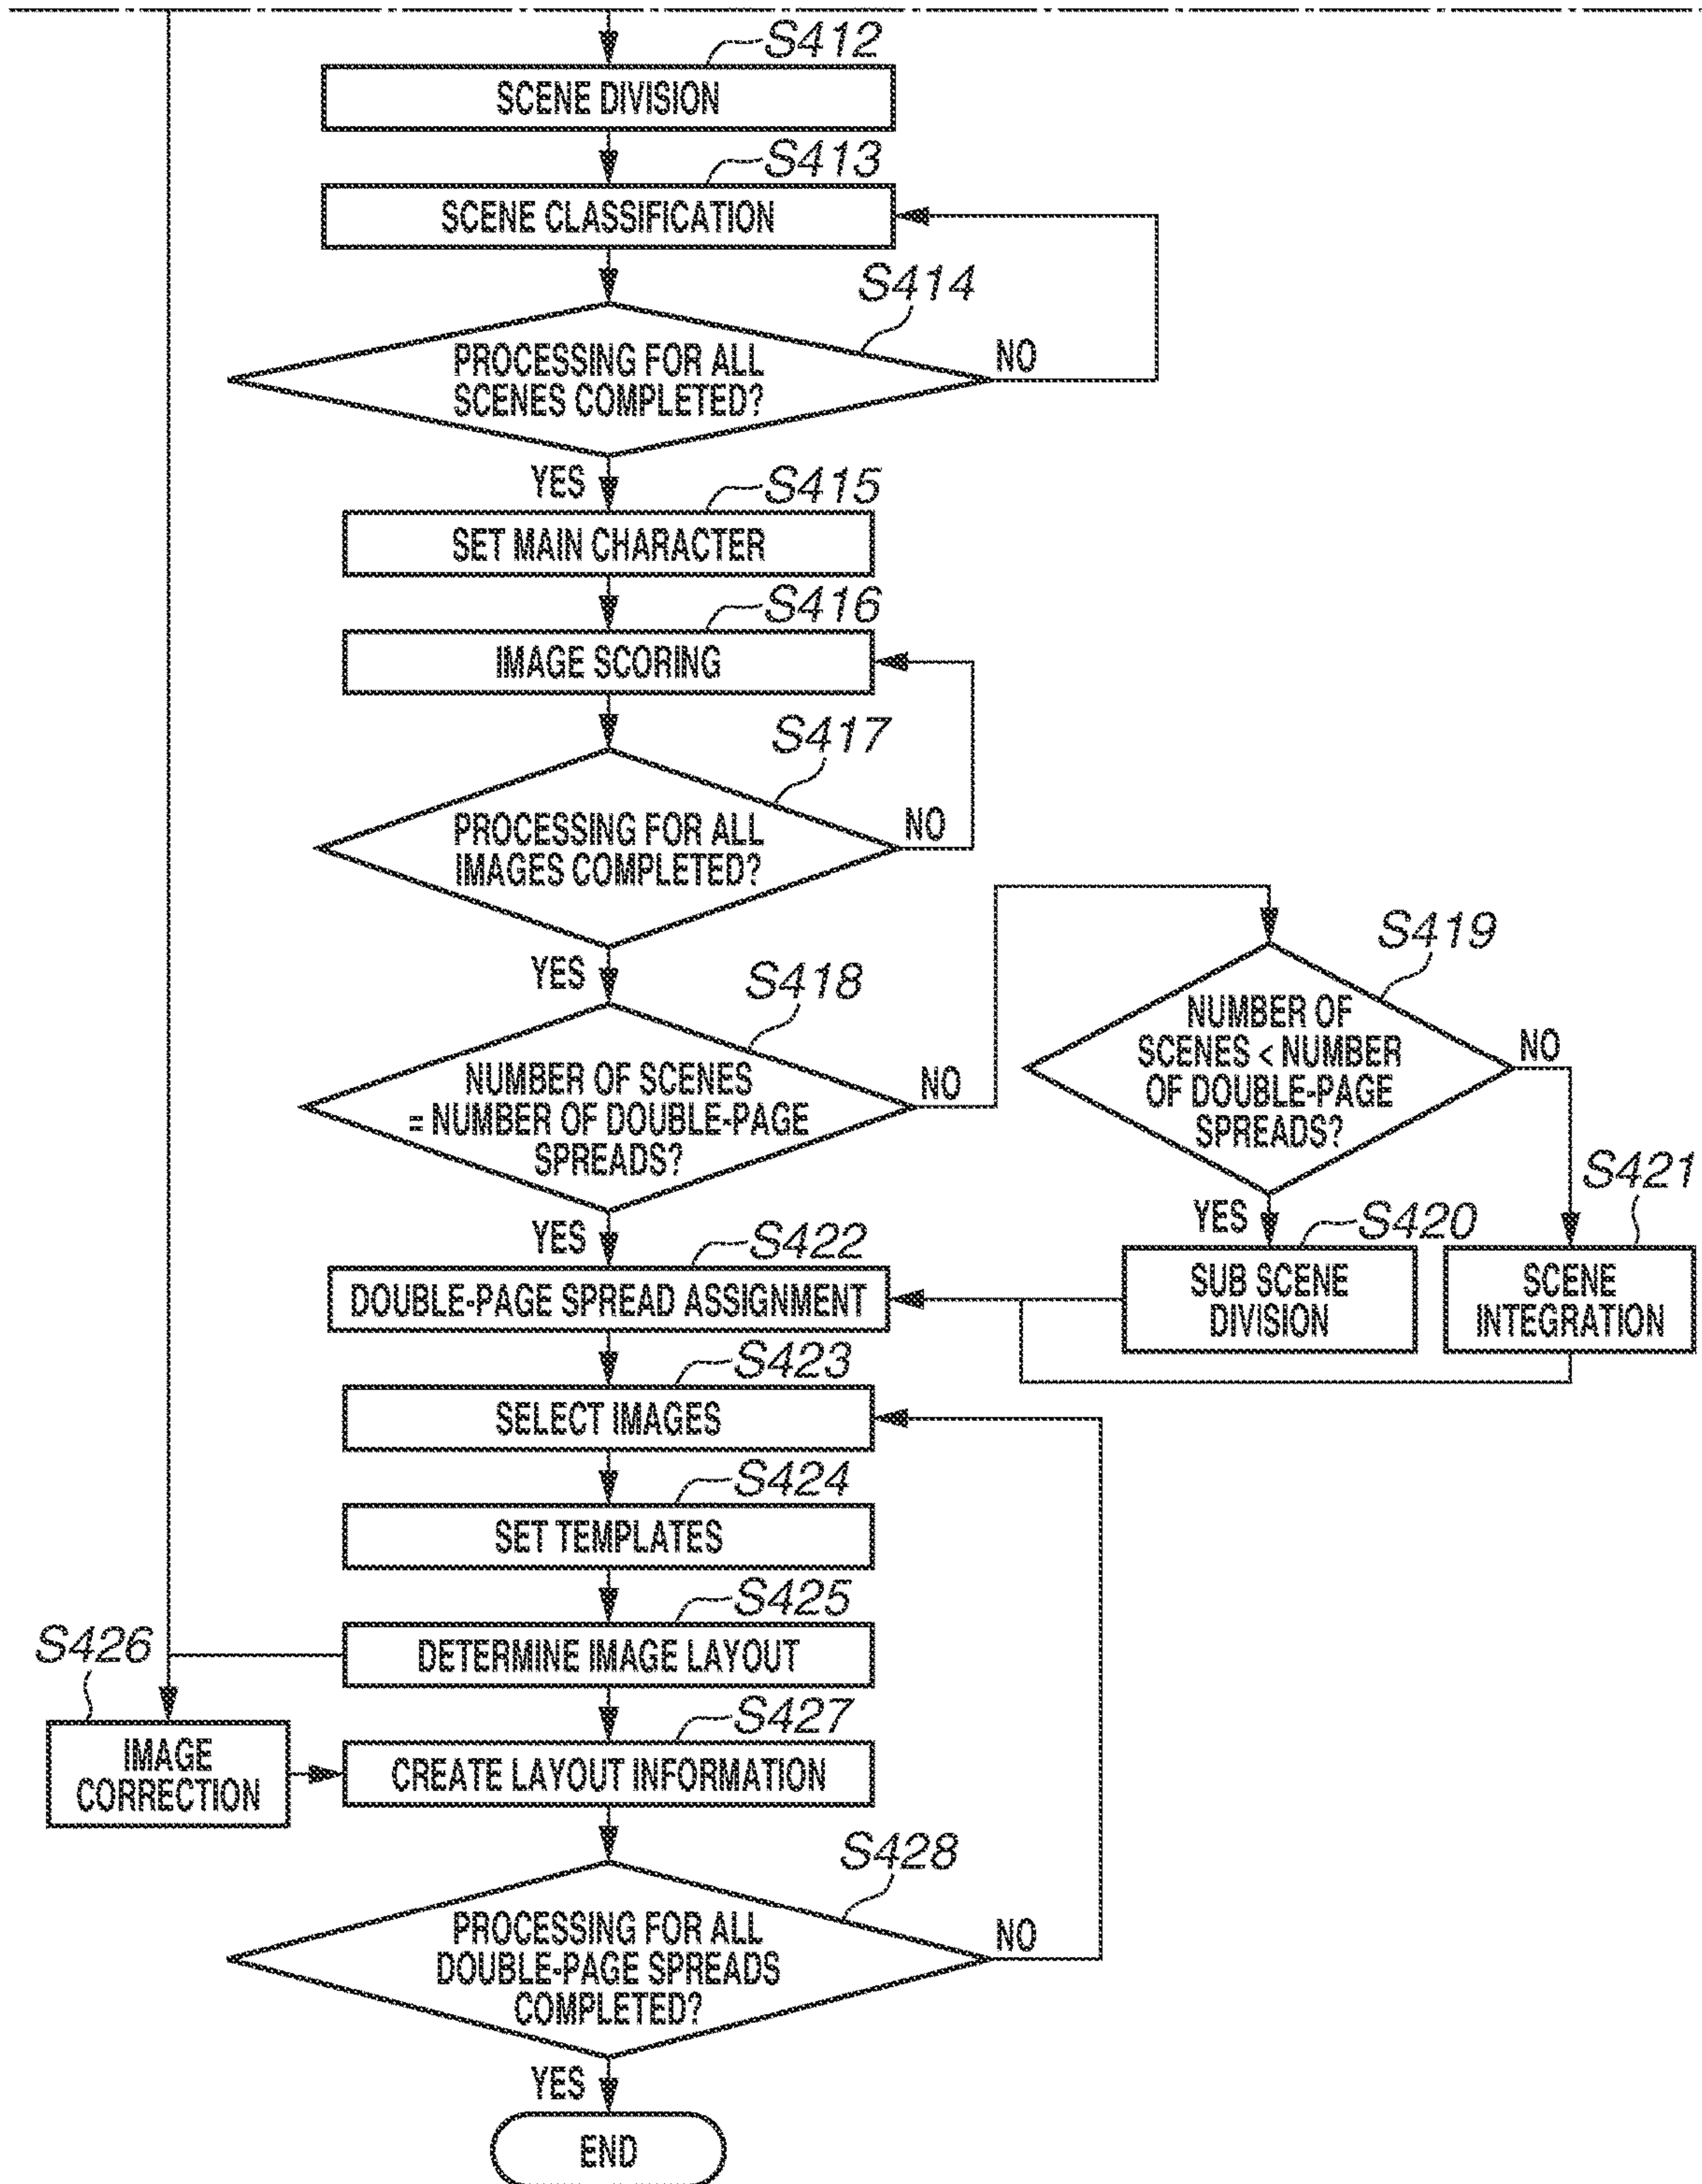 S412
SCENE DIVISION
S413
SCENE CLASSIFICATION
S414
PROCESSING FOR ALL
SCENES COMPLETED?
NO
YES
S415
SET MAIN CHARACTER
S416
IMAGE SCORING
S417
PROCESSING FOR ALL
IMAGES COMPLETED?
NO
YES
S418
NUMBER OF SCENES
= NUMBER OF DOUBLE-PAGE
SPREADS?
NO
YES
S419
NUMBER OF
SCENES < NUMBER
OF DOUBLE-PAGE
SPREADS?
NO
YES
S420
SUB SCENE
DIVISION
S421
SCENE
INTEGRATION
S422
DOUBLE-PAGE SPREAD ASSIGNMENT
S423
SELECT IMAGES
S424
SET TEMPLATES
S425
DETERMINE IMAGE LAYOUT
S426
IMAGE
CORRECTION
S427
CREATE LAYOUT INFORMATION
S428
PROCESSING FOR ALL
DOUBLE-PAGE SPREADS
COMPLETED?
NO
YES
END